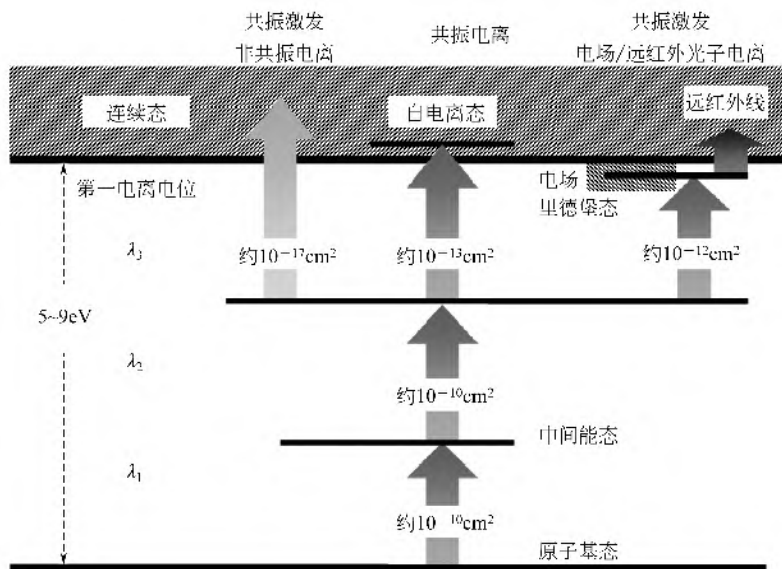 共振激发
非共振电离
共振电离
共振激发
电场/远红外光子电离
连续态
自电离态
远红外线
第一电离电位
电场
里德堡态
λ₃
约10⁻¹⁷cm²
约10⁻¹³cm²
约10⁻¹²cm²
5~9eV
λ₂
约10⁻¹⁰cm²
中间能态
λ₁
约10⁻¹⁰cm²
原子基态